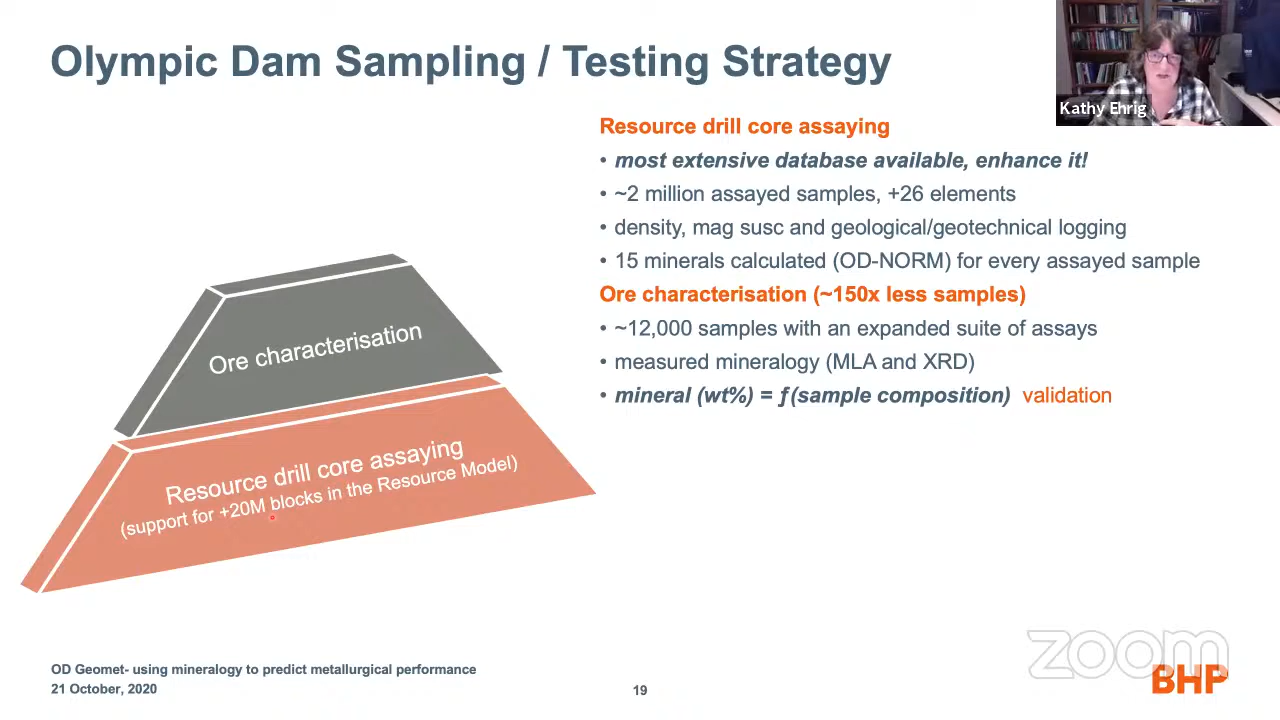 Olympic Dam Sampling / Testing Strategy
Kathy Ehrig
Resource drill core assaying
• most extensive database available, enhance it!
• ~2 million assayed samples, +26 elements
• density, mag susc and geological/geotechnical logging
• 15 minerals calculated (OD-NORM) for every assayed sample
Ore characterisation (~150x less samples)
• ~12,000 samples with an expanded suite of assays
• measured mineralogy (MLA and XRD)
• mineral (wt%) = ƒ(sample composition) validation
Ore characterisation
Resource drill core assaying
(support for +20M blocks in the Resource Model)
OD Geomet- using mineralogy to predict metallurgical performance
21 October, 2020
19
zoom
BHP